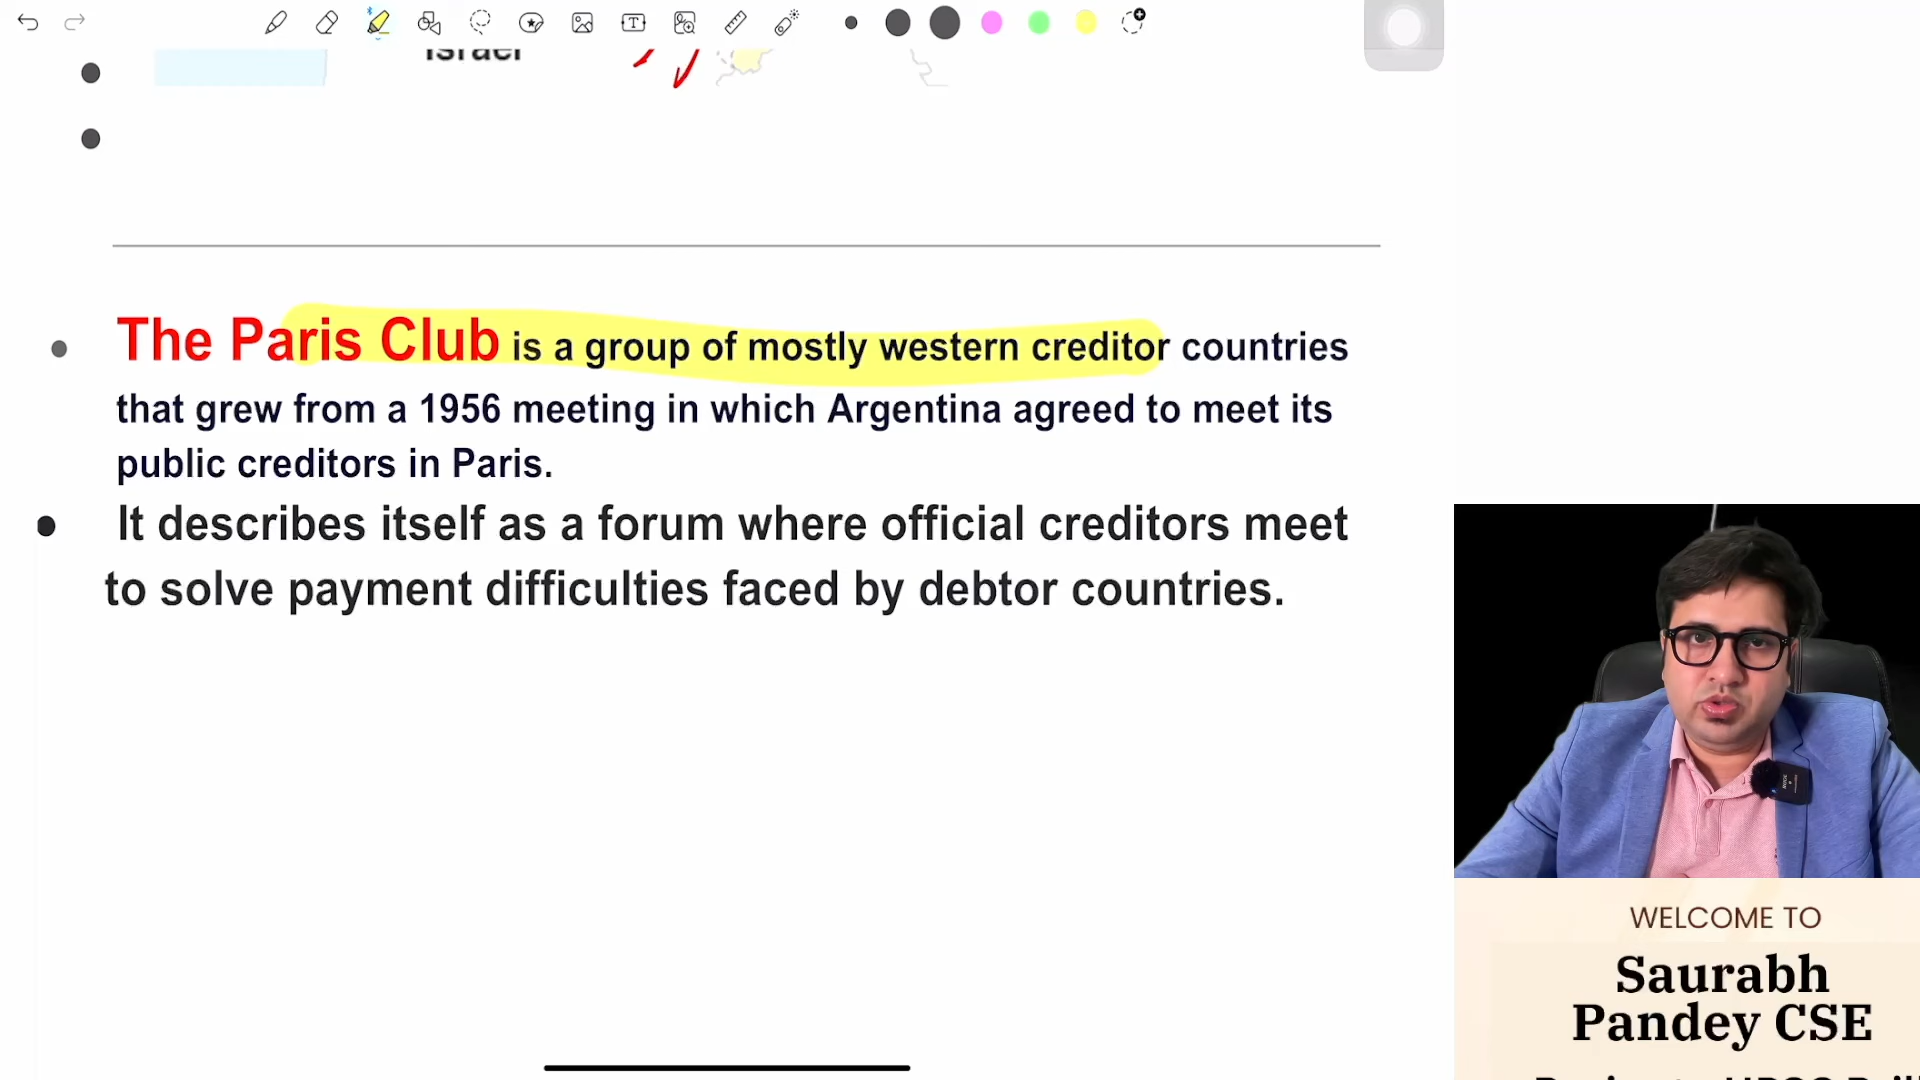 Israel
The Paris Club is a group of mostly western creditor countries
that grew from a 1956 meeting in which Argentina agreed to meet its
public creditors in Paris.
It describes itself as a forum where official creditors meet
to solve payment difficulties faced by debtor countries.
WELCOME TO
Saurabh
Pandey CSE